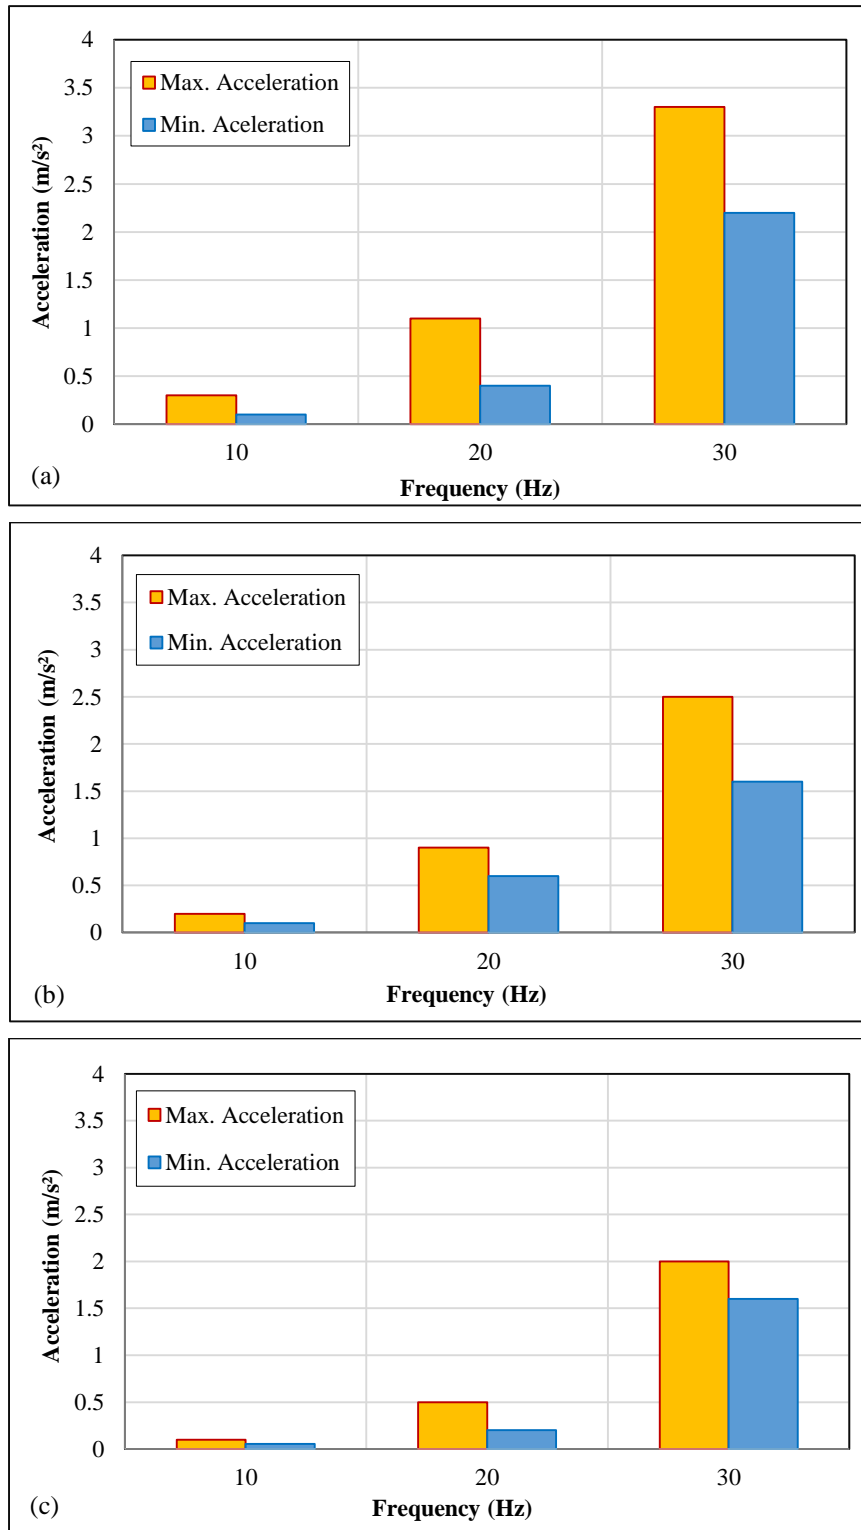 4
3.5
3
2.5
2
1.5
1
0.5
0
Acceleration (m/s²)
Max. Acceleration
Min. Aceleration
10 20 30
Frequency (Hz)
(a)
4
3.5
3
2.5
2
1.5
1
0.5
0
Acceleration (m/s²)
Max. Acceleration
Min. Acceleration
10 20 30
Frequency (Hz)
(b)
4
3.5
3
2.5
2
1.5
1
0.5
0
Acceleration (m/s²)
Max. Acceleration
Min. Acceleration
10 20 30
Frequency (Hz)
(c)